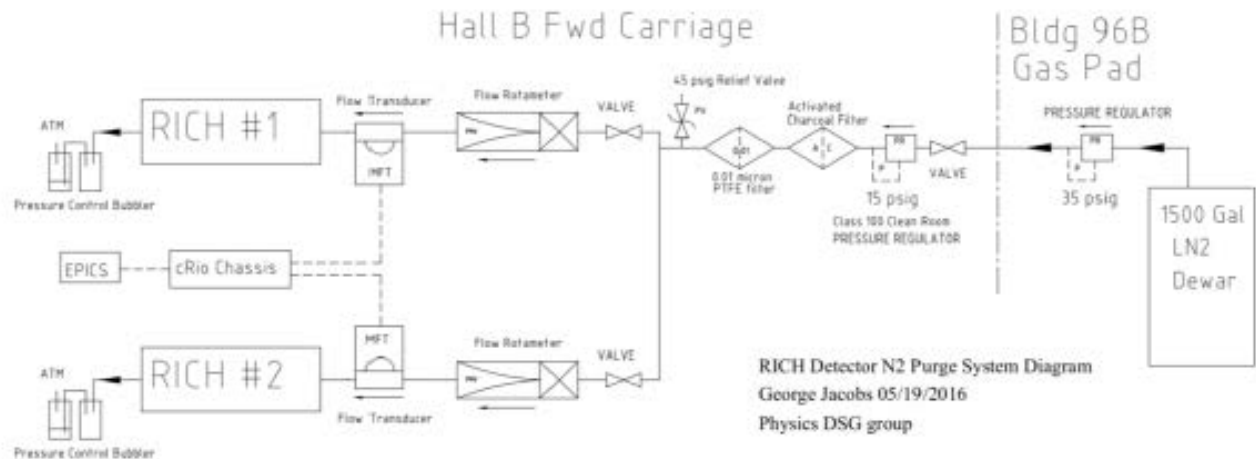 Hall B Fwd Carriage
Bldg 96B
Gas Pad
45 psig Relief Valve
Flow Transducer
Flow Rotameter
VALVE
Activated
Charcoal Filter
PRESSURE REGULATOR
ATM
RICH #1
MFT
0.01
A C
PR
VALVE
P
PR
P
0.01 micron
PTFE filter
15 psig
35 psig
Pressure Control Bubbler
Class 100 Clean Room
PRESSURE REGULATOR
1500 Gal
LN2
Dewar
EPICS
cRio Chassis
MFT
Flow Rotameter
VALVE
ATM
RICH #2
Flow Transducer
Pressure Control Bubbler
RICH Detector N2 Purge System Diagram
George Jacobs 05/19/2016
Physics DSG group